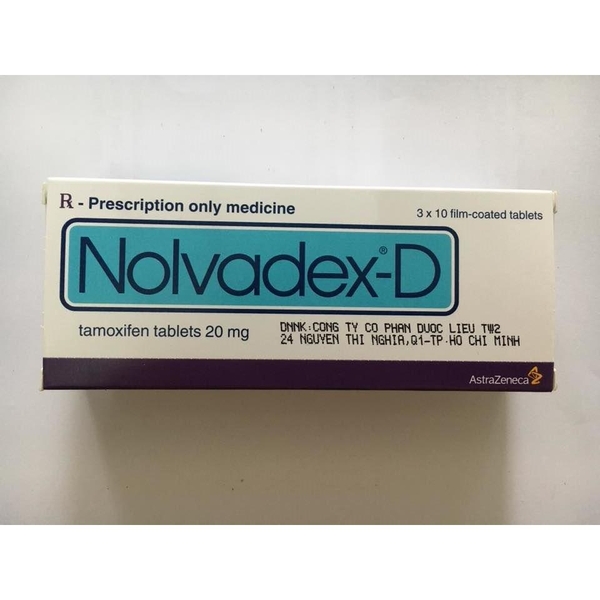 Rx - Prescription only medicine
3 x 10 film-coated tablets
Nolvadex®-D
tamoxifen tablets 20 mg
DNNK:CONG TY CO PHAN DUOC LIEU TW2
24 NGUYEN THI NGHIA,Q1-TP.HO CHI MINH
AstraZeneca